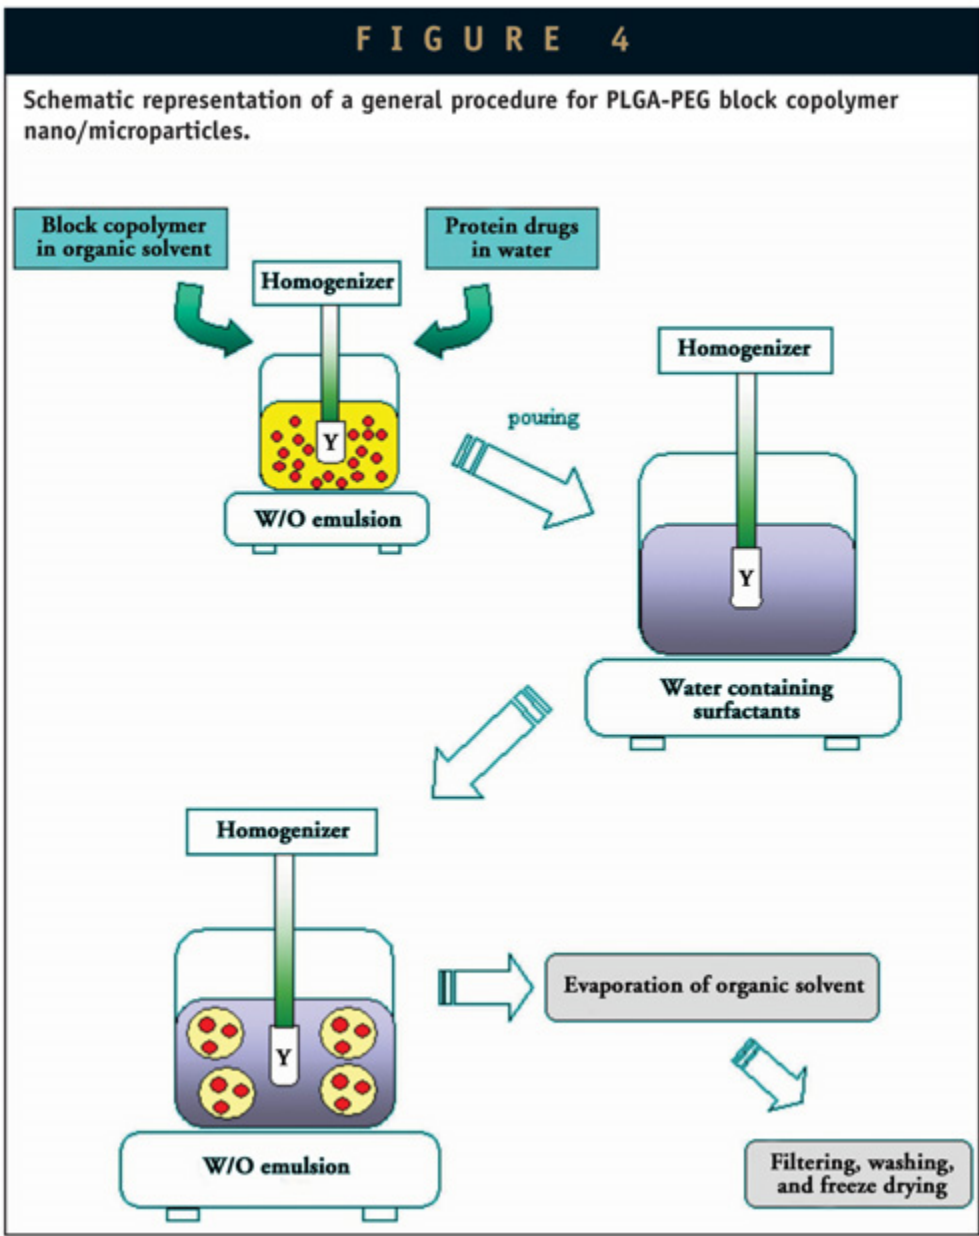 FIGURE 4
Schematic representation of a general procedure for PLGA-PEG block copolymer
nano/microparticles.
Block copolymer
in organic solvent
Protein drugs
in water
Homogenizer
Y
W/O emulsion
pouring
Homogenizer
Y
Water containing
surfactants
Homogenizer
Y
W/O emulsion
Evaporation of organic solvent
Filtering, washing,
and freeze drying